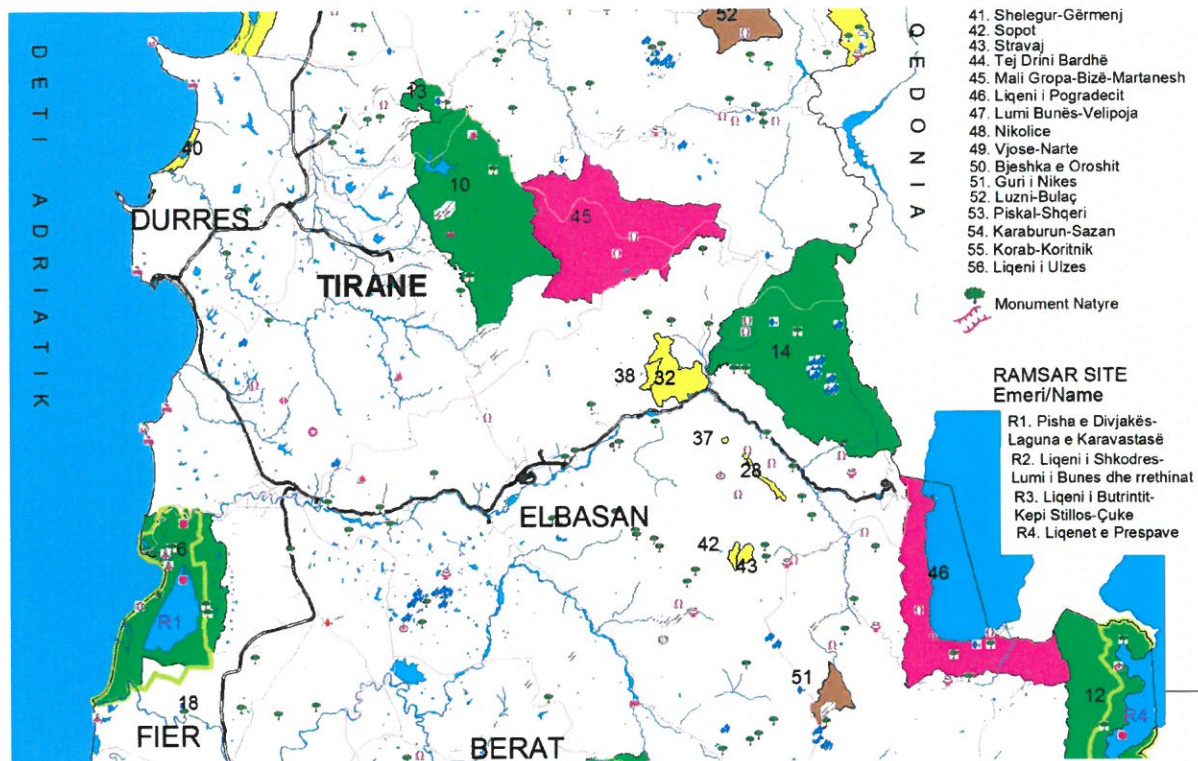 DETI ADRIATIK
QEDONIA
52
13
40
10
45
DURRES
TIRANE
14
38
32
37
28
ELBASAN
42
43
46
6
R1
51
12
R4
18
FIER
BERAT
41. Shelegur-Gërmenj
42. Sopot
43. Stravaj
44. Tej Drini Bardhë
45. Mali Gropa-Bizë-Martanesh
46. Liqeni i Pogradecit
47. Lumi Bunës-Velipoja
48. Nikolice
49. Vjose-Narte
50. Bjeshka e Oroshit
51. Guri i Nikes
52. Luzni-Bulaç
53. Piskal-Shqeri
54. Karaburun-Sazan
55. Korab-Koritnik
56. Liqeni i Ulzes
Monument Natyre
RAMSAR SITE
Emeri/Name
R1. Pisha e Divjakës-
Laguna e Karavastasë
R2. Liqeni i Shkodres-
Lumi i Bunes dhe rrethinat
R3. Liqeni i Butrintit-
Kepi Stillos-Çuke
R4. Liqenet e Prespave